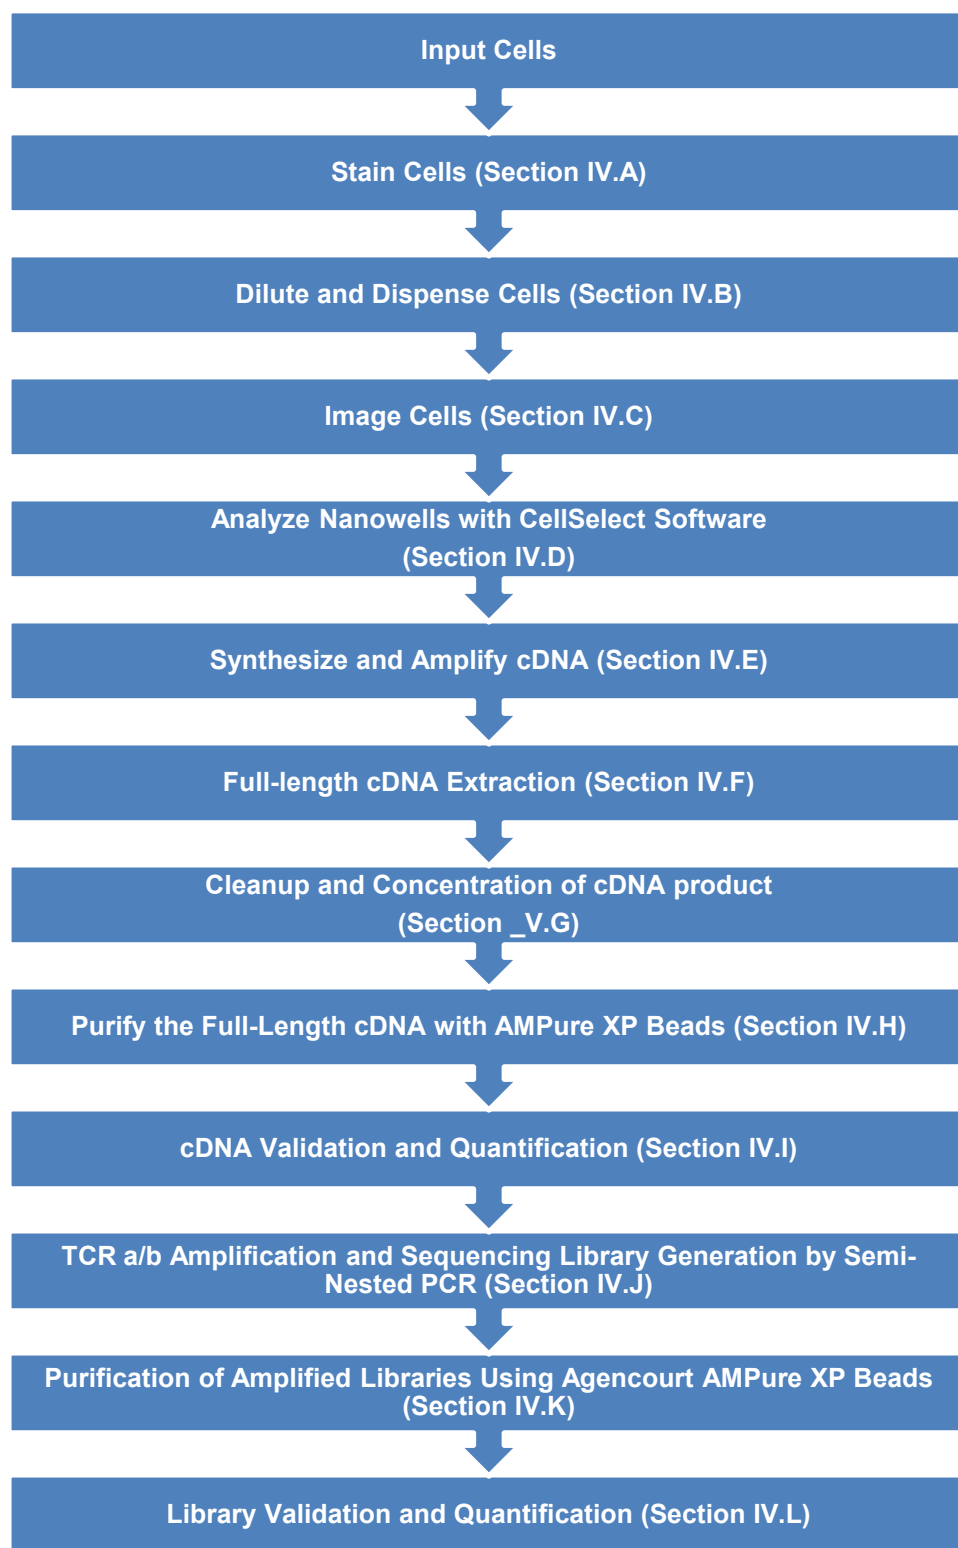 Input Cells
Stain Cells (Section IV.A)
Dilute and Dispense Cells (Section IV.B)
Image Cells (Section IV.C)
Analyze Nanowells with CellSelect Software
(Section IV.D)
Synthesize and Amplify cDNA (Section IV.E)
Full-length cDNA Extraction (Section IV.F)
Cleanup and Concentration of cDNA product
(Section _V.G)
Purify the Full-Length cDNA with AMPure XP Beads (Section IV.H)
cDNA Validation and Quantification (Section IV.I)
TCR a/b Amplification and Sequencing Library Generation by Semi-
Nested PCR (Section IV.J)
Purification of Amplified Libraries Using Agencourt AMPure XP Beads
(Section IV.K)
Library Validation and Quantification (Section IV.L)